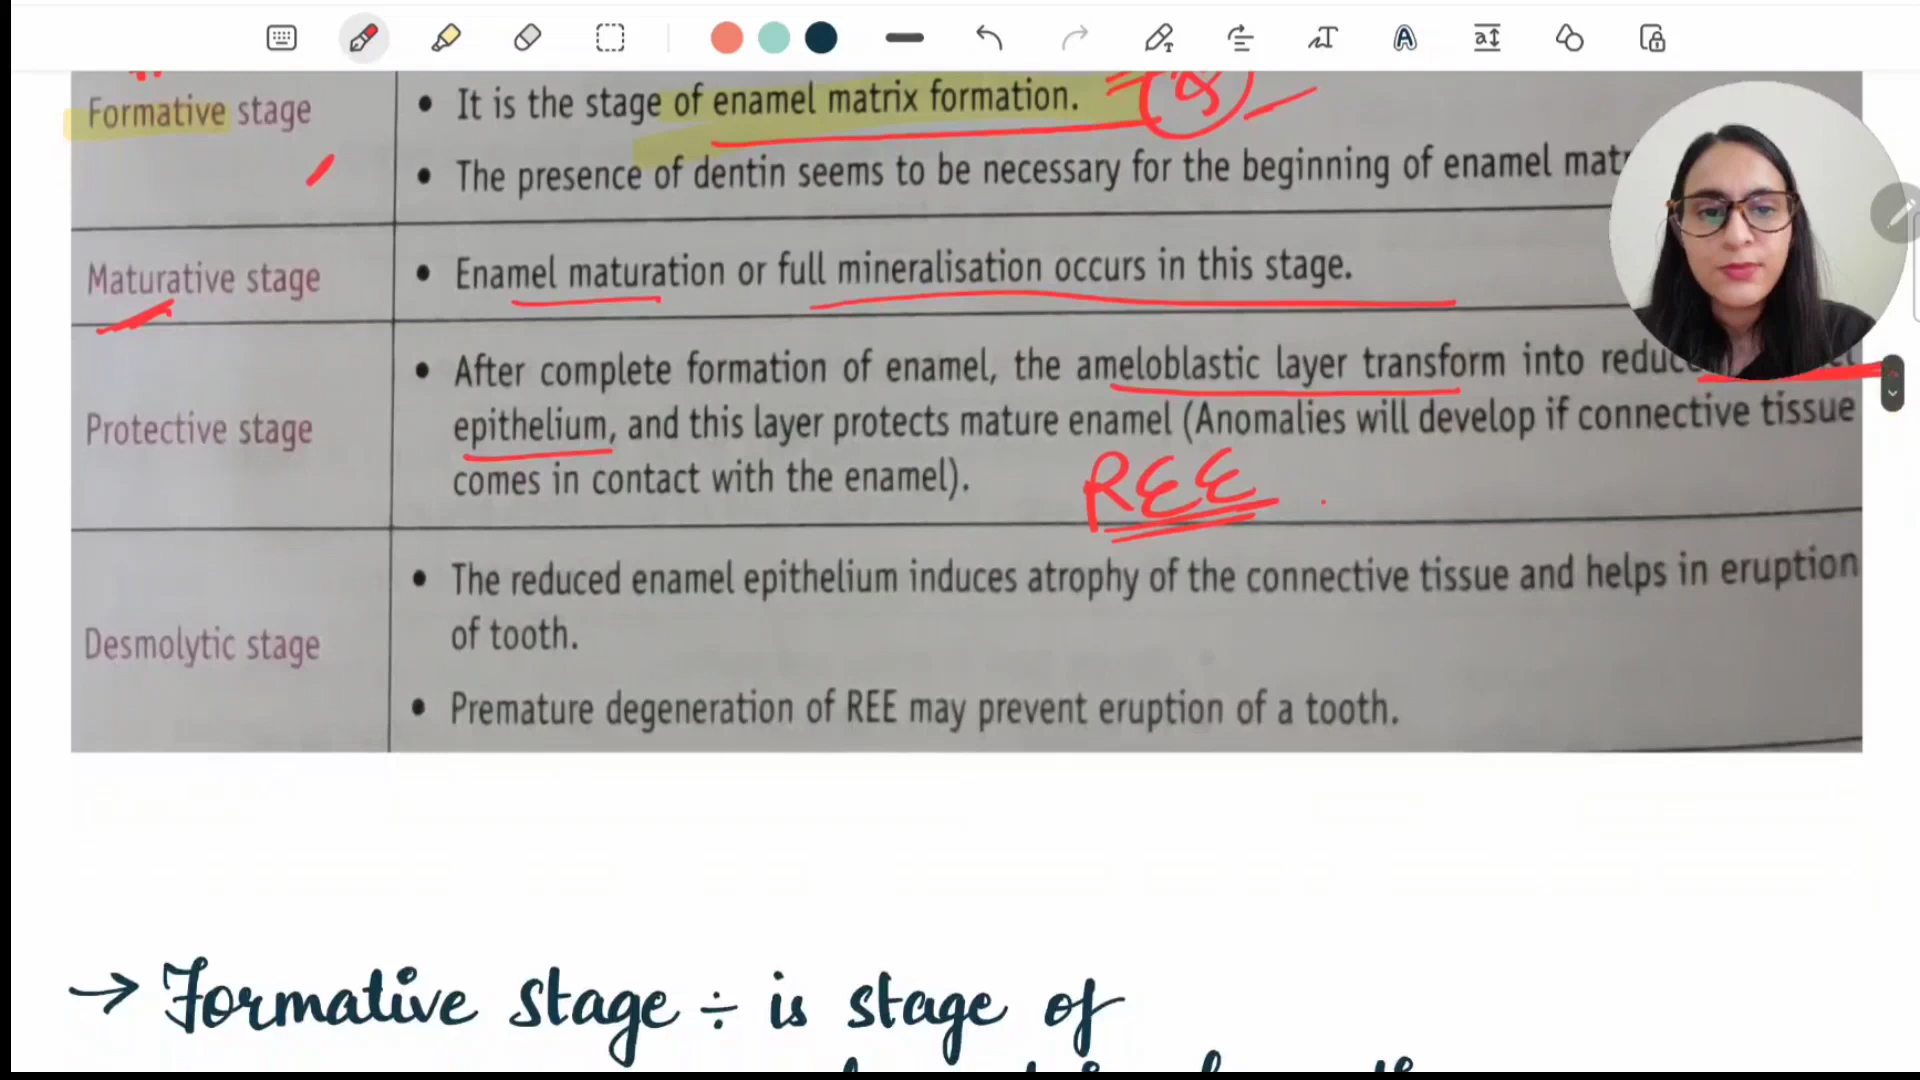 Formative stage
• It is the stage of enamel matrix formation.
• The presence of dentin seems to be necessary for the beginning of enamel
Maturative stage
• Enamel maturation or full mineralisation occurs in this stage.
Protective stage
• After complete formation of enamel, the ameloblastic layer transform into
epithelium, and this layer protects mature enamel (Anomalies will develop if connective tissue
comes in contact with the enamel).
REE
Desmolytic stage
• The reduced enamel epithelium induces atrophy of the connective tissue and helps in eruption
of tooth.
• Premature degeneration of REE may prevent eruption of a tooth.
→ Formative stage ÷ is stage of